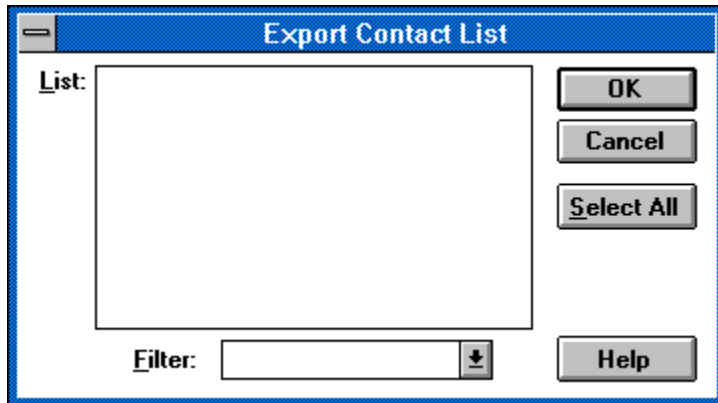 Export Contact List
List:
OK
Cancel
Select All
Filter:
Help